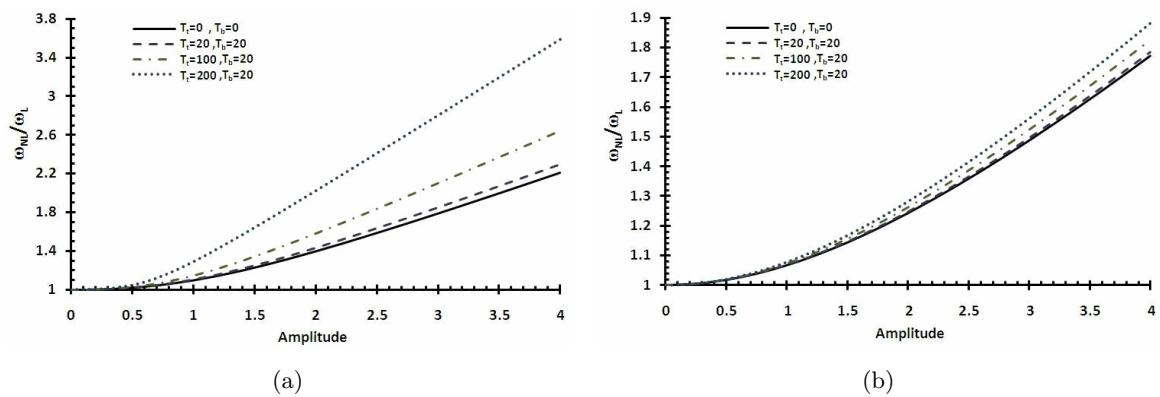 3.8
3.4
3
2.6
2.2
1.8
1.4
1
ω_NL/ω_L
T_t=0 , T_b=0
T_t=20 ,T_b=20
T_t=100 ,T_b=20
T_t=200 ,T_b=20
0 0.5 1 1.5 2 2.5 3 3.5 4
Amplitude
(a)
1.9
1.8
1.7
1.6
1.5
1.4
1.3
1.2
1.1
1
ω_NL/ω_L
T_t=0 , T_b=0
T_t=20 ,T_b=20
T_t=100 ,T_b=20
T_t=200 ,T_b=20
0 0.5 1 1.5 2 2.5 3 3.5 4
Amplitude
(b)